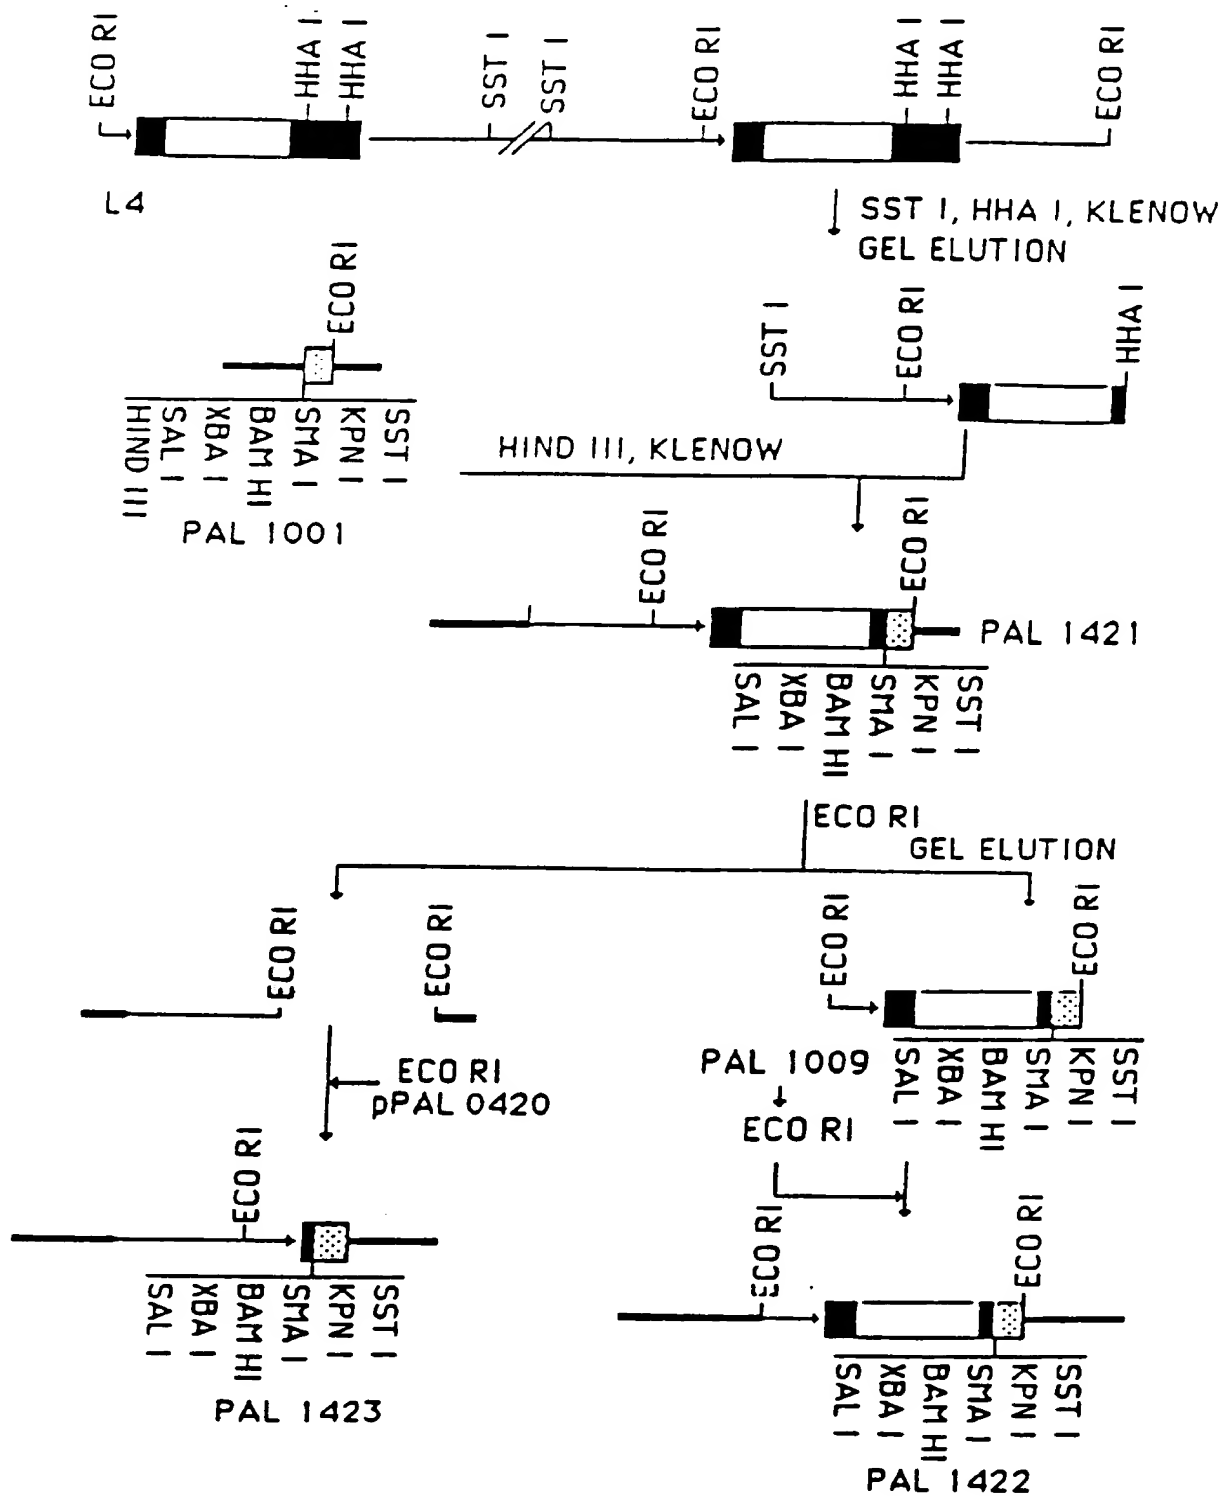 ECO RI
HHA I
HHA I
SST I
SST I
ECO RI
HHA I
HHA I
ECO RI
L4
SST I, HHA I, KLENOW
GEL ELUTION
ECO RI
SST I
ECO RI
HHA I
HIND III
SAL I
XBA I
BAM HI
SMA I
KPN I
SST I
PAL 1001
HIND III, KLENOW
ECO RI
ECO RI
PAL 1421
SAL I
XBA I
BAM HI
SMA I
KPN I
SST I
ECO RI
GEL ELUTION
ECO RI
ECO RI
ECO RI
ECO RI
SAL I
XBA I
BAM HI
SMA I
KPN I
SST I
PAL 1009
ECO RI
ECO RI
pPAL 0420
ECO RI
SAL I
XBA I
BAM HI
SMA I
KPN I
SST I
PAL 1423
ECO RI
ECO RI
SAL I
XBA I
BAM HI
SMA I
KPN I
SST I
PAL 1422